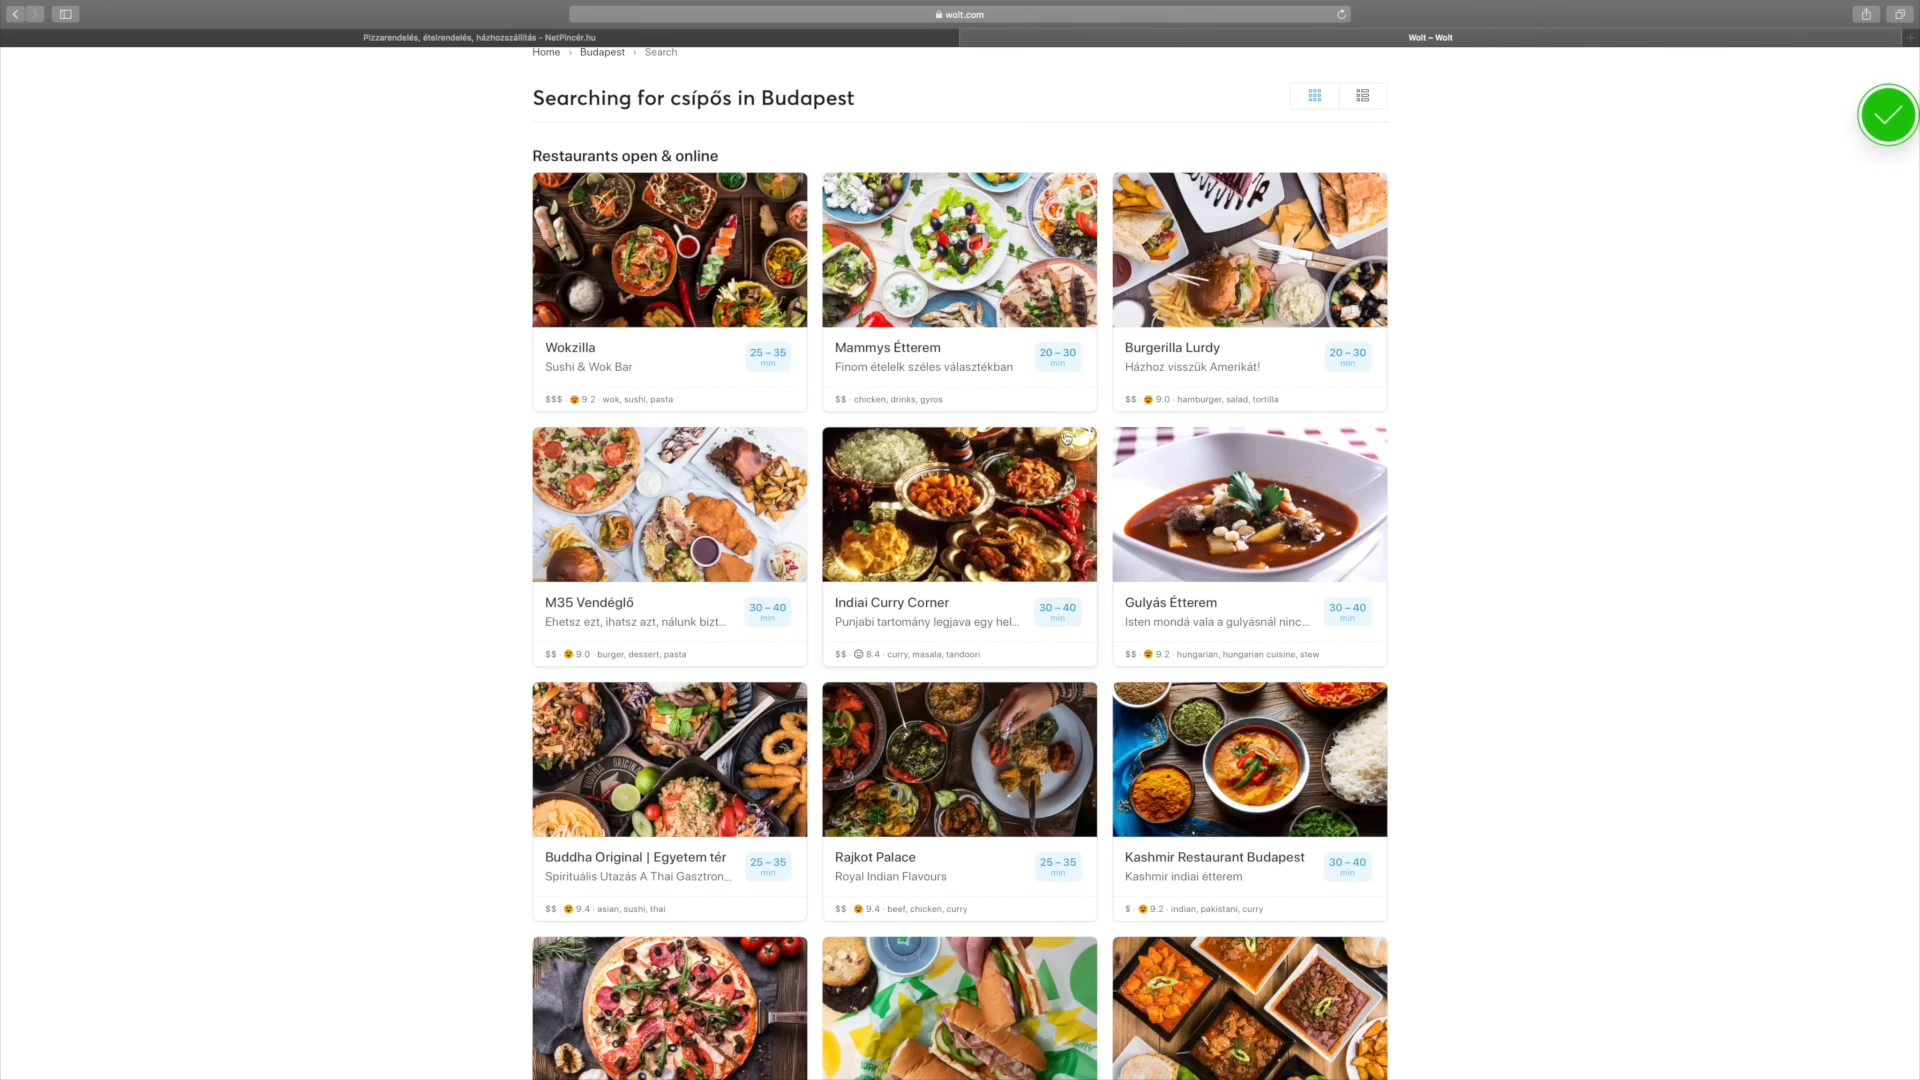 wolt.com
Pizzarendelés, ételrendelés, házhozszállítás - NetPincér.hu
Wolt – Wolt
Home › Budapest › Search
Searching for csípős in Budapest
Restaurants open & online
Wokzilla
Sushi & Wok Bar
25 – 35
min
$$$ · 9.2 · wok, sushi, pasta
Mammys Étterem
Finom ételelk széles választékban
20 – 30
min
$$ · chicken, drinks, gyros
Burgerilla Lurdy
Házhoz visszük Amerikát!
20 – 30
min
$$ · 9.0 · hamburger, salad, tortilla
M35 Vendéglő
Ehetsz ezt, ihatsz azt, nálunk bizt...
30 – 40
min
$$ · 9.0 · burger, dessert, pasta
Indiai Curry Corner
Punjabi tartomány legjava egy hel...
30 – 40
min
$$ · 8.4 · curry, masala, tandoori
Gulyás Étterem
Isten mondá vala a gulyásnál ninc...
30 – 40
min
$$ · 9.2 · hungarian, hungarian cuisine, stew
BUDDHA ORIGINAL
Buddha Original | Egyetem tér
Spirituális Utazás A Thai Gasztron...
25 – 35
min
$$ · 9.4 · asian, sushi, thai
Rajkot Palace
Royal Indian Flavours
25 – 35
min
$$ · 9.4 · beef, chicken, curry
Kashmir Restaurant Budapest
Kashmir indiai étterem
30 – 40
min
$ · 9.2 · indian, pakistani, curry